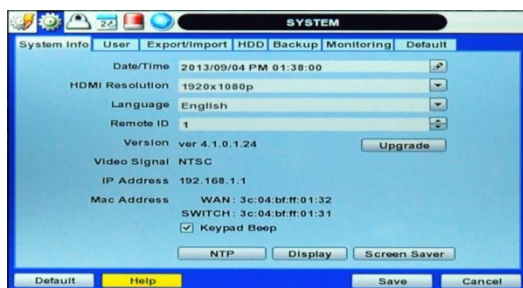 SYSTEM
System Info User Export/Import HDD Backup Monitoring Default
Date/Time 2013/09/04 PM 01:38:00
HDMI Resolution 1920x1080p
Language English
Remote ID 1
Version ver 4.1.0.1.24 Upgrade
Video Signal NTSC
IP Address 192.168.1.1
Mac Address WAN : 3c:04:bf:ff:01:32
SWITCH : 3c:04:bf:ff:01:31
Keypad Beep
NTP Display Screen Saver
Default Help Save Cancel